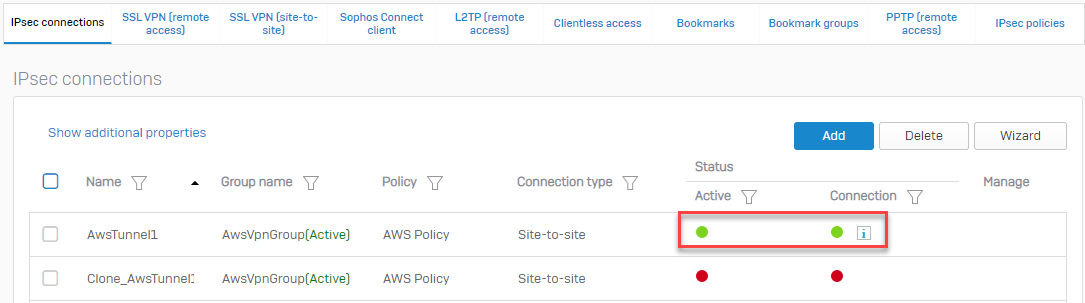 IPsec connections
SSL VPN (remote
access)
SSL VPN (site-to-
site)
Sophos Connect
client
L2TP (remote
access)
Clientless access
Bookmarks
Bookmark groups
PPTP (remote
access)
IPsec policies
IPsec connections
Show additional properties
Add
Delete
Wizard
Name
Group name
Policy
Connection type
Status
Active
Connection
Manage
AwsTunnel1
AwsVpnGroup(Active)
AWS Policy
Site-to-site
i
Clone_AwsTunnel1
AwsVpnGroup(Active)
AWS Policy
Site-to-site